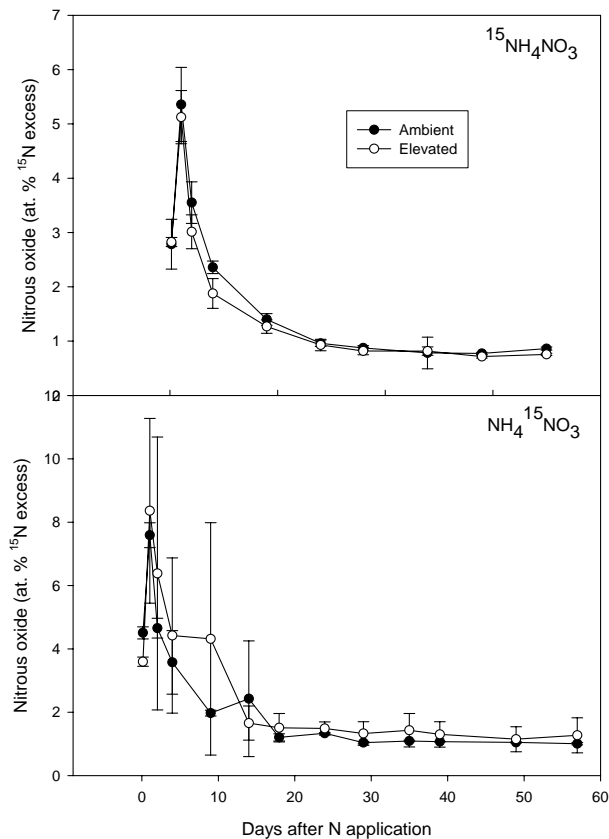 ¹⁵NH₄NO₃
7
6
5
4
3
2
1
0
Nitrous oxide (at. % ¹⁵N excess)
Ambient
Elevated
NH₄¹⁵NO₃
12
10
8
6
4
2
0
Nitrous oxide (at. % ¹⁵N excess)
0 10 20 30 40 50 60
Days after N application